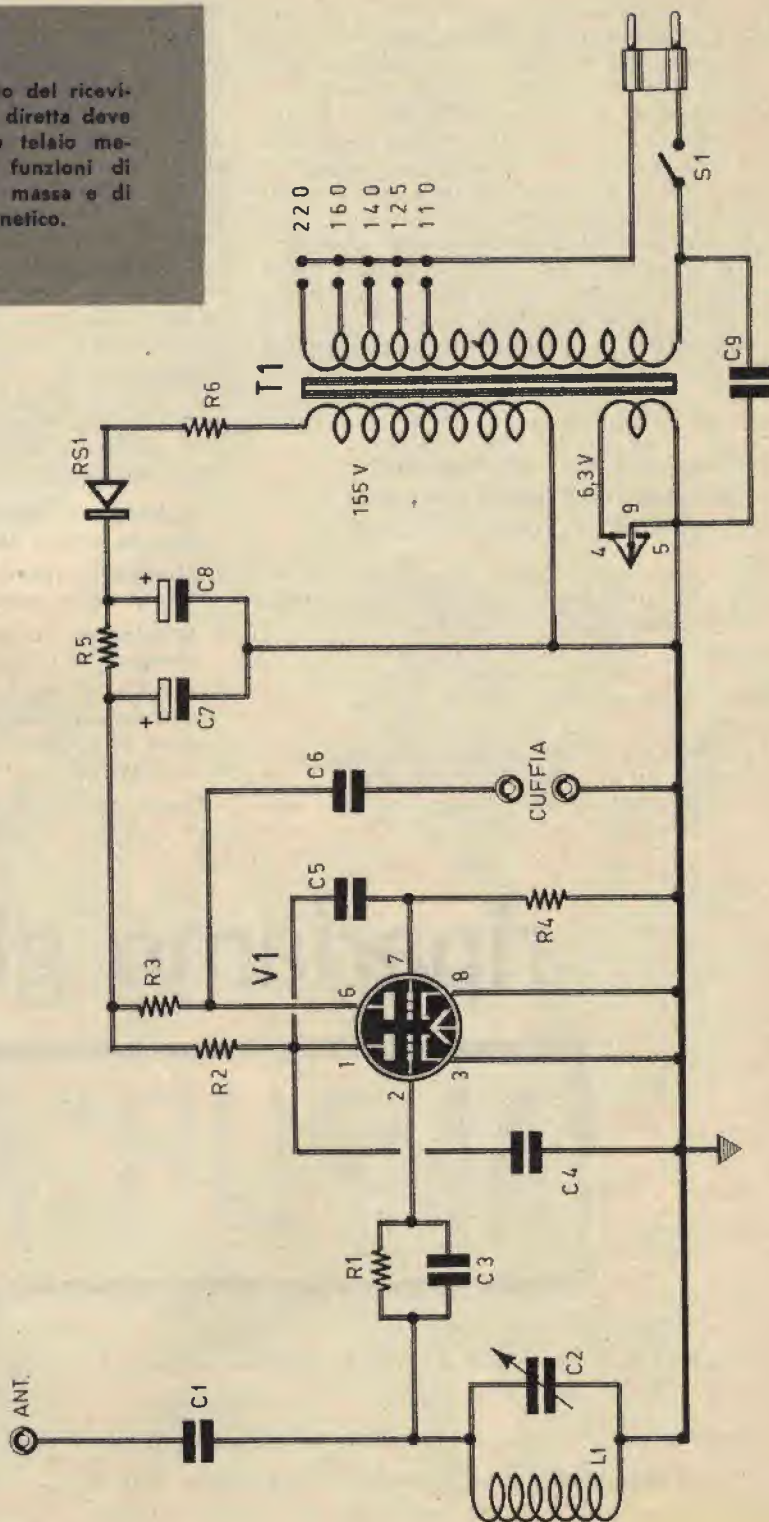 o del ricevi-
diretta deve
o telaio me-
funzioni di
massa e di
netico.
ANT.
C1
R1
C3
C2
L1
C4
V1
R2
R3
1
6
2
7
3
8
C5
R4
C6
CUFFIA
R5
+
C7
+
C8
RS1
R6
T1
155 V
6,3 V
4
9
5
220
160
140
125
110
S1
C9